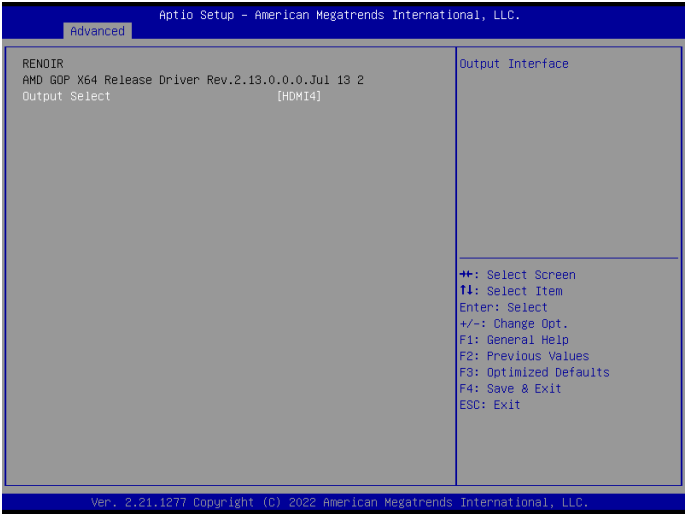 Aptio Setup - American Megatrends International, LLC.
Advanced
RENOIR
AMD GOP X64 Release Driver Rev.2.13.0.0.0.Jul 13 2
Output Select [HDMI4]
Output Interface
→←: Select Screen
↑↓: Select Item
Enter: Select
+/-: Change Opt.
F1: General Help
F2: Previous Values
F3: Optimized Defaults
F4: Save & Exit
ESC: Exit
Ver. 2.21.1277 Copyright (C) 2022 American Megatrends International, LLC.